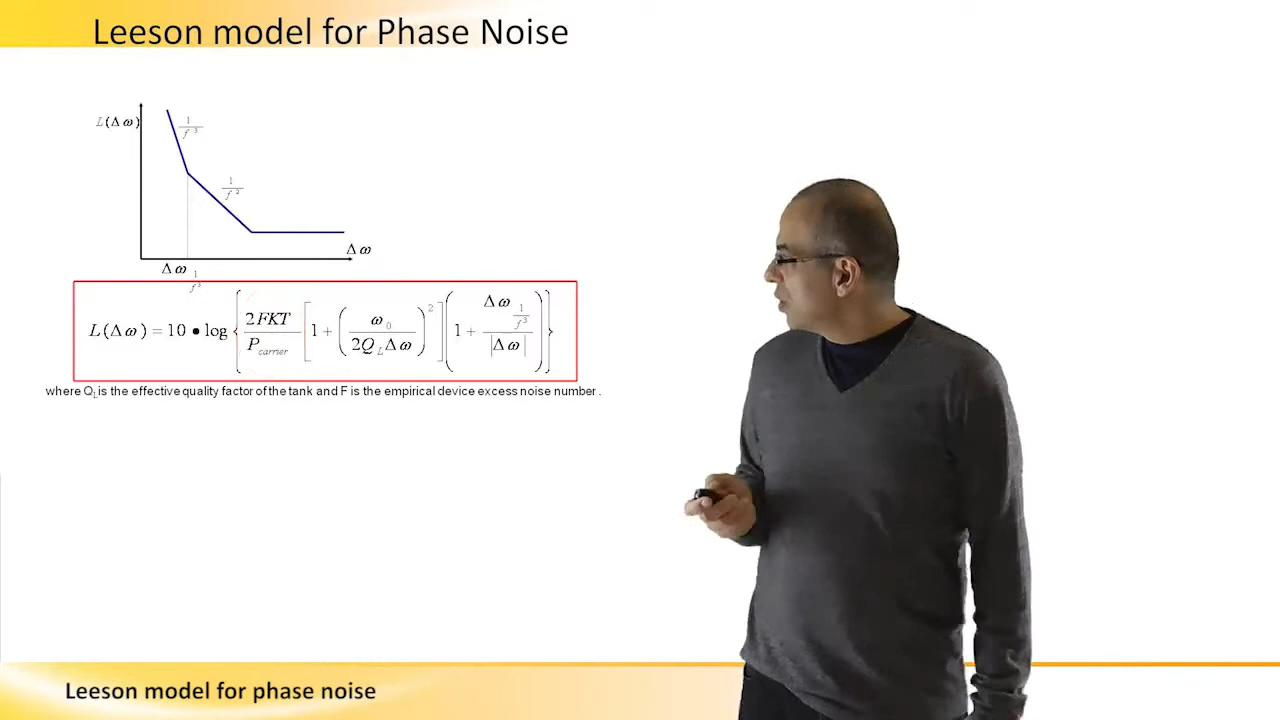 Leeson model for Phase Noise
L(Δω)
1/f³
1/f²
Δω
Δω 1/f³
L(Δω) = 10 • log { 2FKT/P_carrier [ 1 + ( ω₀ / 2Q_L Δω )² ] ( 1 + Δω_{1/f³} / |Δω| ) }
where Q_L is the effective quality factor of the tank and F is the empirical device excess noise number .
Leeson model for phase noise